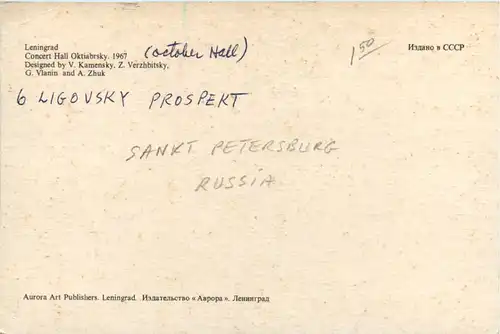 Leningrad
Concert Hall Oktiabrsky. 1967 (october Hall)
Designed by V. Kamensky, Z. Verzhbitsky,
G. Vlanin and A. Zhuk
1 50
Издано в СССР
6 LIGOVSKY PROSPEKT
SANKT PETERSBURG
RUSSIA
Aurora Art Publishers. Leningrad. Издательство «Аврора». Ленинград